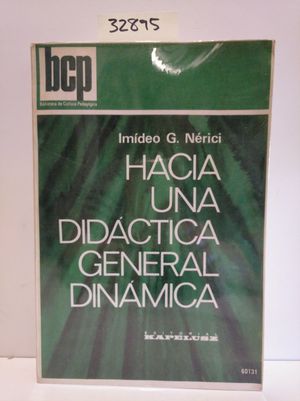 32895
bcp
Biblioteca de Cultura Pedagógica
Imídeo G. Nérici
HACIA
UNA
DIDÁCTICA
GENERAL
DINÁMICA
EDITORIAL
KAPELUSZ
60131